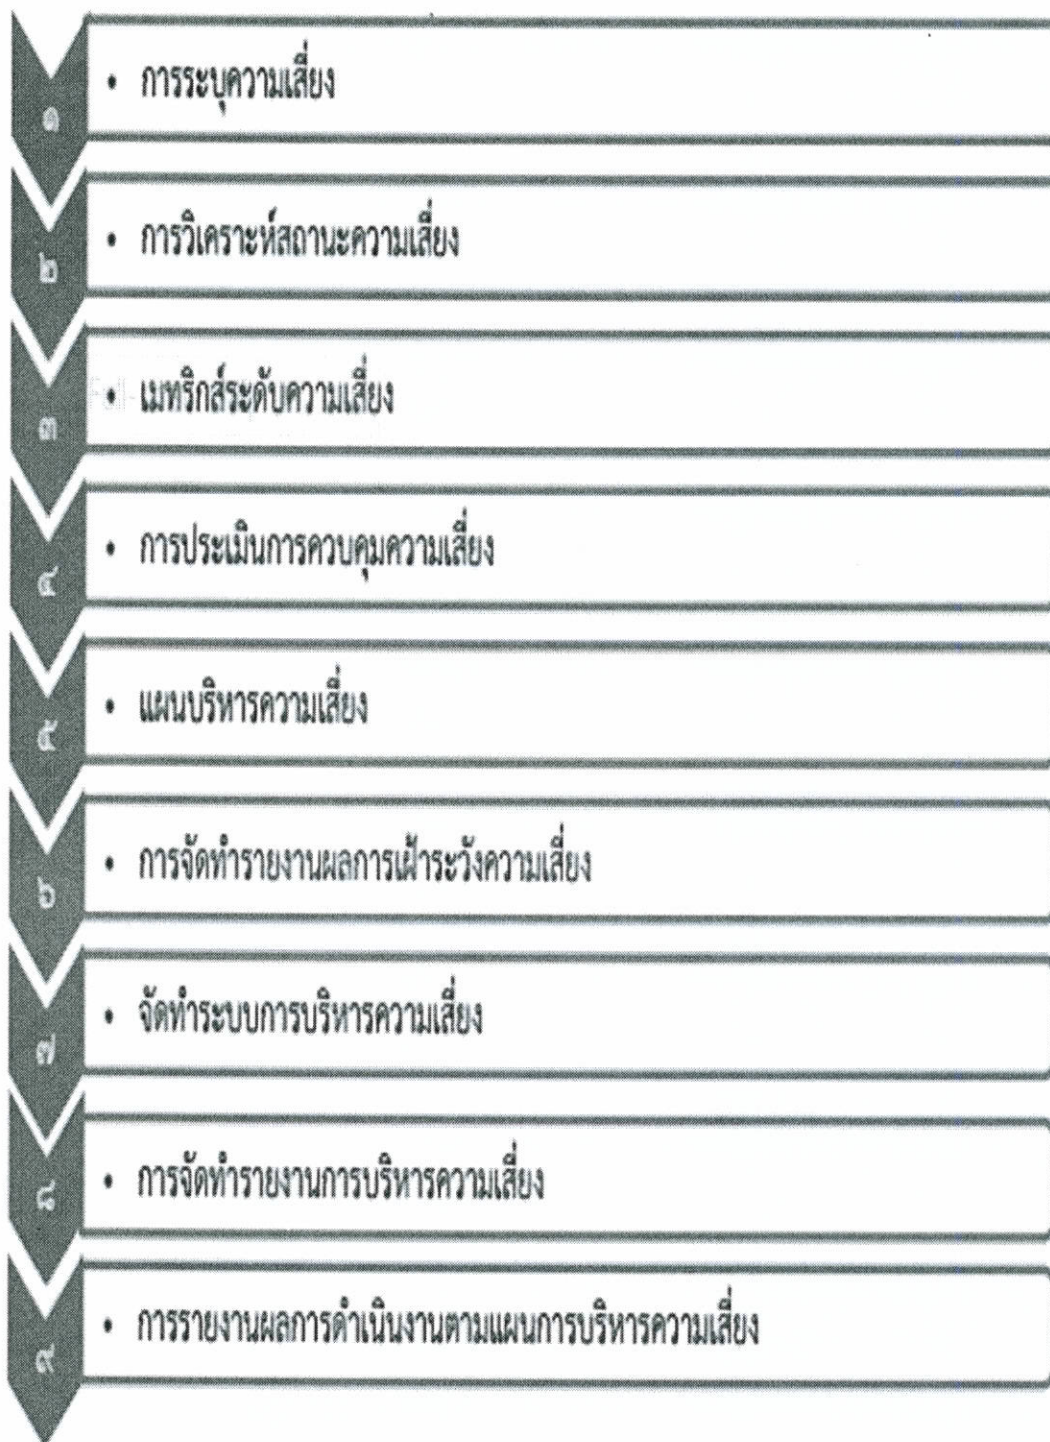 ๑
• การระบุความเสี่ยง
๒
• การวิเคราะห์สถานะความเสี่ยง
๓
• เมทริกส์ระดับความเสี่ยง
๔
• การประเมินการควบคุมความเสี่ยง
๕
• แผนบริหารความเสี่ยง
๖
• การจัดทำรายงานผลการเฝ้าระวังความเสี่ยง
๗
• จัดทำระบบการบริหารความเสี่ยง
๘
• การจัดทำรายงานการบริหารความเสี่ยง
๙
• การรายงานผลการดำเนินงานตามแผนการบริหารความเสี่ยง